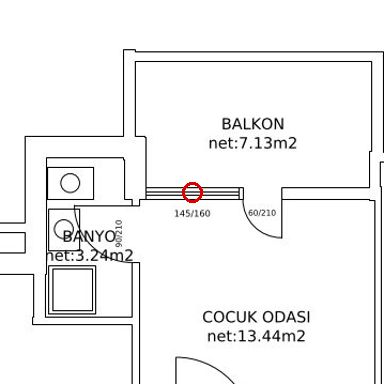 BALKON
net:7.13m2
145/160
60/210
90/210
BANYO
net:3.24m2
COCUK ODASI
net:13.44m2